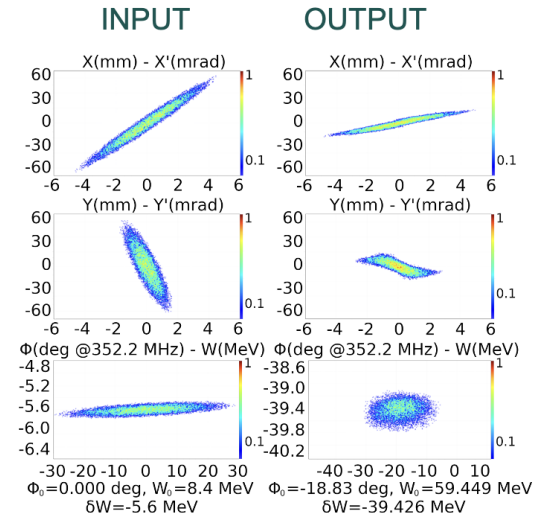 INPUT OUTPUT
X(mm) - X'(mrad) X(mm) - X'(mrad)
60 1 60 1
30 30
0 0
-30 -30
-60 0.1 -60 0.1
-6 -4 -2 0 2 4 6 -6 -4 -2 0 2 4 6
Y(mm) - Y'(mrad) Y(mm) - Y'(mrad)
60 1 60 1
30 30
0 0
-30 -30
-60 0.1 -60 0.1
-6 -4 -2 0 2 4 6 -6 -4 -2 0 2 4 6
Φ(deg @352.2 MHz) - W(MeV) Φ(deg @352.2 MHz) - W(MeV)
-4.8 1 -38.6 1
-5.2 -39.0
-5.6 -39.4
-6.0 -39.8
-6.4 0.1 -40.2 0.1
-30 -20 -10 0 10 20 30 -40 -30 -20 -10 0 10
Φ₀=0.000 deg, W₀=8.4 MeV Φ₀=-18.83 deg, W₀=59.449 MeV
δW=-5.6 MeV δW=-39.426 MeV